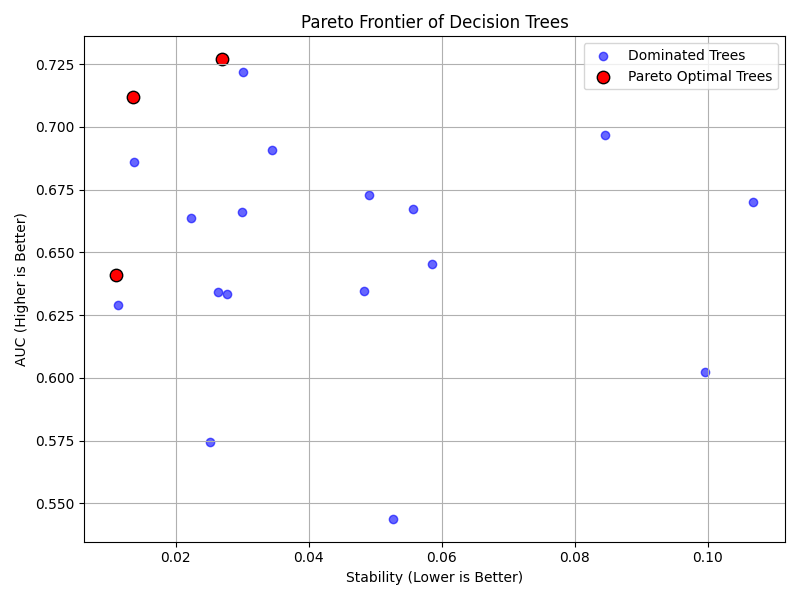 Pareto Frontier of Decision Trees
Dominated Trees
Pareto Optimal Trees
AUC (Higher is Better)
0.725
0.700
0.675
0.650
0.625
0.600
0.575
0.550
0.02 0.04 0.06 0.08 0.10
Stability (Lower is Better)